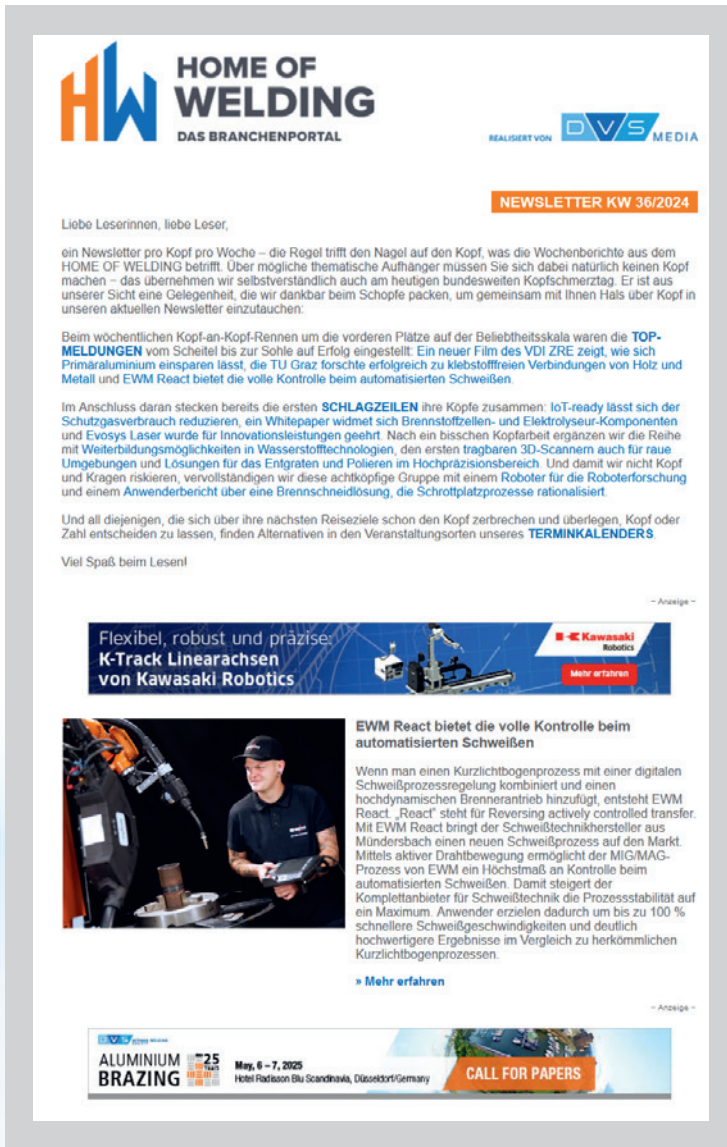 HOME OF
WELDING
DAS BRANCHENPORTAL
REALISIERT VON DVS MEDIA
NEWSLETTER KW 36/2024
Liebe Leserinnen, liebe Leser,
ein Newsletter pro Kopf pro Woche – die Regel trifft den Nagel auf den Kopf, was die Wochenberichte aus dem
HOME OF WELDING betrifft. Über mögliche thematische Aufhänger müssen Sie sich dabei natürlich keinen Kopf
machen – das übernehmen wir selbstverständlich auch am heutigen bundesweiten Kopfschmerztag. Er ist aus
unserer Sicht eine Gelegenheit, die wir dankbar beim Schopfe packen, um gemeinsam mit Ihnen Hals über Kopf in
unseren aktuellen Newsletter einzutauchen:
Beim wöchentlichen Kopf-an-Kopf-Rennen um die vorderen Plätze auf der Beliebtheitsskala waren die TOP-
MELDUNGEN vom Scheitel bis zur Sohle auf Erfolg eingestellt: Ein neuer Film des VDI ZRE zeigt, wie sich
Primäraluminium einsparen lässt, die TU Graz forschte erfolgreich zu klebstofffreien Verbindungen von Holz und
Metall und EWM React bietet die volle Kontrolle beim automatisierten Schweißen.
Im Anschluss daran stecken bereits die ersten SCHLAGZEILEN ihre Köpfe zusammen: IoT-ready lässt sich der
Schutzgasverbrauch reduzieren, ein Whitepaper widmet sich Brennstoffzellen- und Elektrolyseur-Komponenten
und Evosys Laser wurde für Innovationsleistungen geehrt. Nach ein bisschen Kopfarbeit ergänzen wir die Reihe
mit Weiterbildungsmöglichkeiten in Wasserstofftechnologien, den ersten tragbaren 3D-Scannern auch für raue
Umgebungen und Lösungen für das Entgraten und Polieren im Hochpräzisionsbereich. Und damit wir nicht Kopf
und Kragen riskieren, vervollständigen wir diese achtköpfige Gruppe mit einem Roboter für die Roboterforschung
und einem Anwenderbericht über eine Brennschneidlösung, die Schrottplatzprozesse rationalisiert.
Und all diejenigen, die sich über ihre nächsten Reiseziele schon den Kopf zerbrechen und überlegen, Kopf oder
Zahl entscheiden zu lassen, finden Alternativen in den Veranstaltungsorten unseres TERMINKALENDERS.
Viel Spaß beim Lesen!
– Anzeige –
Flexibel, robust und präzise:
K-Track Linearachsen
von Kawasaki Robotics
Kawasaki
Robotics
Mehr erfahren
EWM React bietet die volle Kontrolle beim
automatisierten Schweißen
Wenn man einen Kurzlichtbogenprozess mit einer digitalen
Schweißprozessregelung kombiniert und einen
hochdynamischen Brennerantrieb hinzufügt, entsteht EWM
React. „React" steht für Reversing actively controlled transfer.
Mit EWM React bringt der Schweißtechnikhersteller aus
Mündersbach einen neuen Schweißprozess auf den Markt.
Mittels aktiver Drahtbewegung ermöglicht der MIG/MAG-
Prozess von EWM ein Höchstmaß an Kontrolle beim
automatisierten Schweißen. Damit steigert der
Komplettanbieter für Schweißtechnik die Prozessstabilität auf
ein Maximum. Anwender erzielen dadurch um bis zu 100 %
schnellere Schweißgeschwindigkeiten und deutlich
hochwertigere Ergebnisse im Vergleich zu herkömmlichen
Kurzlichtbogenprozessen.
» Mehr erfahren
– Anzeige –
DVS
ALUMINIUM
BRAZING
25
Years
May, 6 – 7, 2025
Hotel Radisson Blu Scandinavia, Düsseldorf/Germany
CALL FOR PAPERS